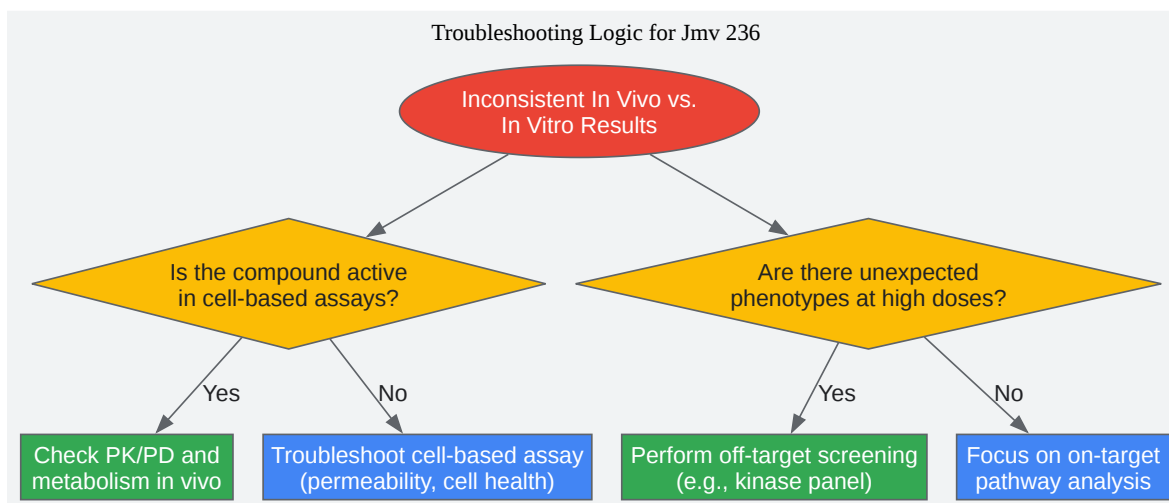 Troubleshooting Logic for Jmv 236
Inconsistent In Vivo vs.
In Vitro Results
Is the compound active
in cell-based assays?
Are there unexpected
phenotypes at high doses?
Yes
No
Yes
No
Check PK/PD and
metabolism in vivo
Troubleshoot cell-based assay
(permeability, cell health)
Perform off-target screening
(e.g., kinase panel)
Focus on on-target
pathway analysis